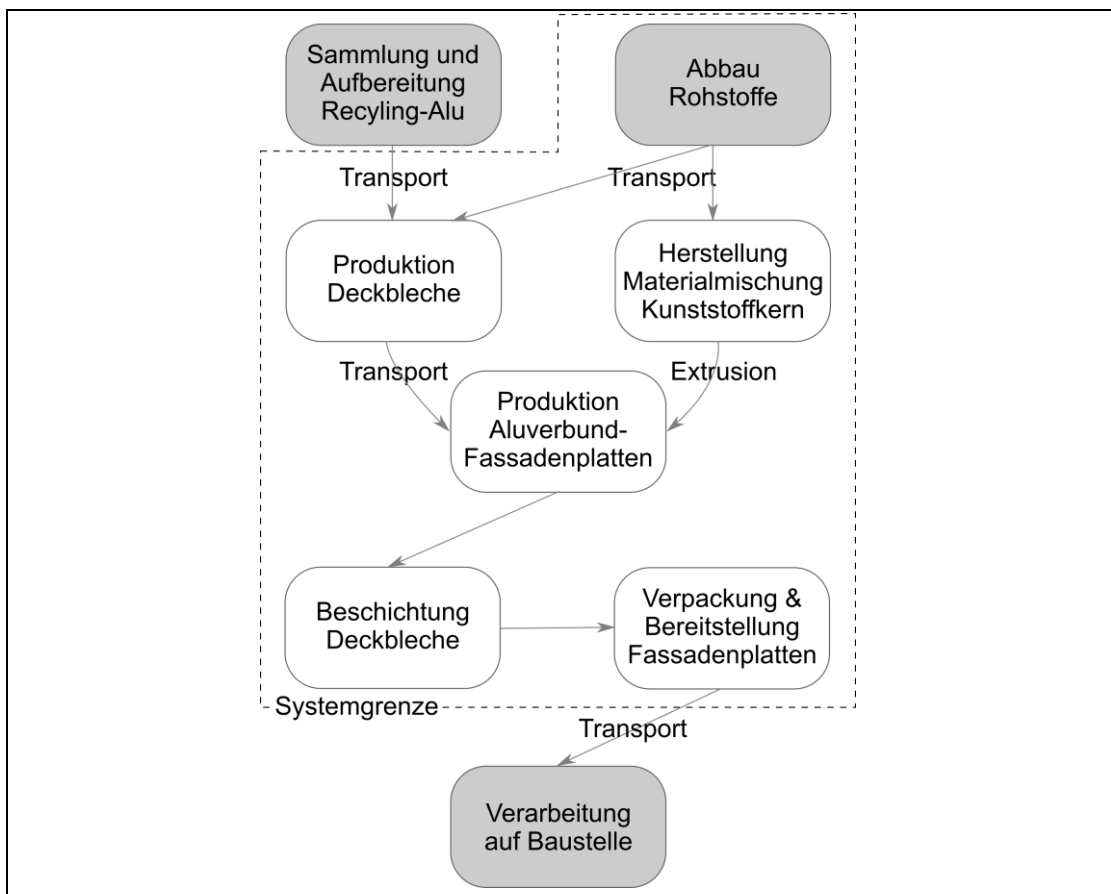 Sammlung und
Aufbereitung
Recyling-Alu
Abbau
Rohstoffe
Transport
Transport
Produktion
Deckbleche
Herstellung
Materialmischung
Kunststoffkern
Transport
Extrusion
Produktion
Aluverbund-
Fassadenplatten
Beschichtung
Deckbleche
Verpackung &
Bereitstellung
Fassadenplatten
Systemgrenze
Transport
Verarbeitung
auf Baustelle